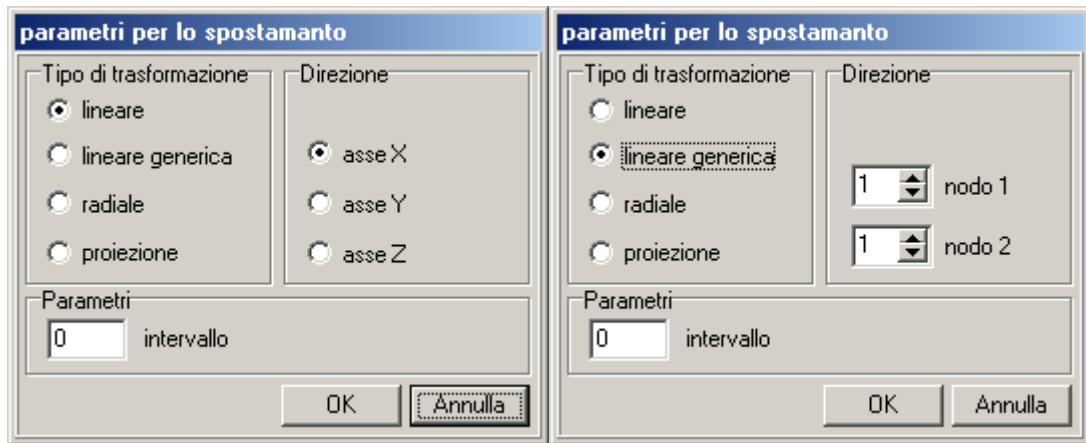 parametri per lo spostamanto
Tipo di trasformazione
lineare
lineare generica
radiale
proiezione
Direzione
asse X
asse Y
asse Z
Parametri
0 intervallo
OK Annulla
parametri per lo spostamanto
Tipo di trasformazione
lineare
lineare generica
radiale
proiezione
Direzione
1 nodo 1
1 nodo 2
Parametri
0 intervallo
OK Annulla